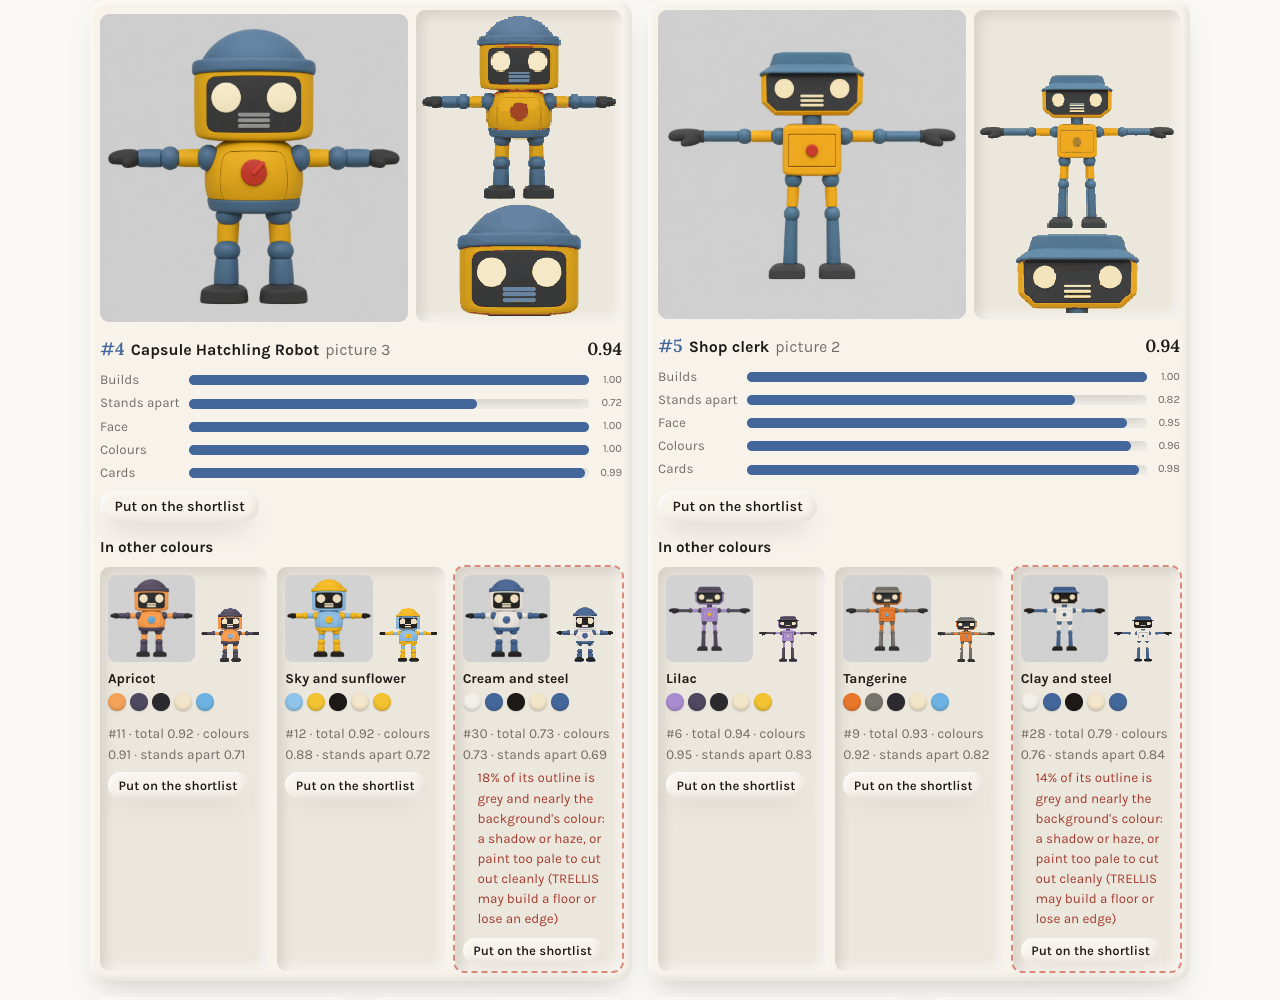 #4 Capsule Hatchling Robot picture 3 0.94
Builds 1.00
Stands apart 0.72
Face 1.00
Colours 1.00
Cards 0.99
Put on the shortlist
In other colours
Apricot
#11 · total 0.92 · colours
0.91 · stands apart 0.71
Put on the shortlist
Sky and sunflower
#12 · total 0.92 · colours
0.88 · stands apart 0.72
Put on the shortlist
Cream and steel
#30 · total 0.73 · colours
0.73 · stands apart 0.69
18% of its outline is
grey and nearly the
background's colour:
a shadow or haze, or
paint too pale to cut
out cleanly (TRELLIS
may build a floor or
lose an edge)
Put on the shortlist
#5 Shop clerk picture 2 0.94
Builds 1.00
Stands apart 0.82
Face 0.95
Colours 0.96
Cards 0.98
Put on the shortlist
In other colours
Lilac
#6 · total 0.94 · colours
0.95 · stands apart 0.83
Put on the shortlist
Tangerine
#9 · total 0.93 · colours
0.92 · stands apart 0.82
Put on the shortlist
Clay and steel
#28 · total 0.79 · colours
0.76 · stands apart 0.84
14% of its outline is
grey and nearly the
background's colour:
a shadow or haze, or
paint too pale to cut
out cleanly (TRELLIS
may build a floor or
lose an edge)
Put on the shortlist